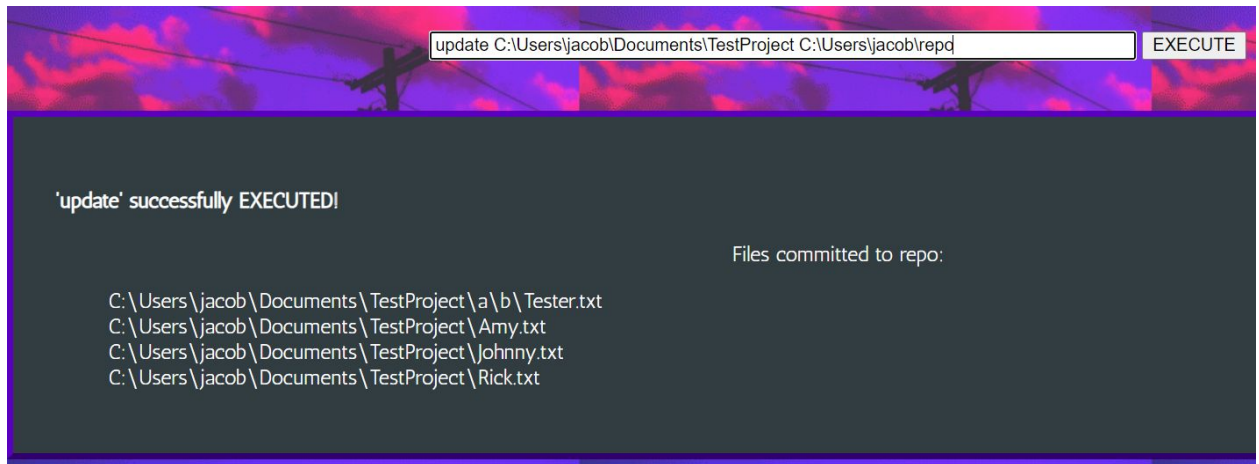 update C:\Users\jacob\Documents\TestProject C:\Users\jacob\repo
EXECUTE
'update' successfully EXECUTED!
Files committed to repo:
C:\Users\jacob\Documents\TestProject\a\b\Tester.txt
C:\Users\jacob\Documents\TestProject\Amy.txt
C:\Users\jacob\Documents\TestProject\Johnny.txt
C:\Users\jacob\Documents\TestProject\Rick.txt